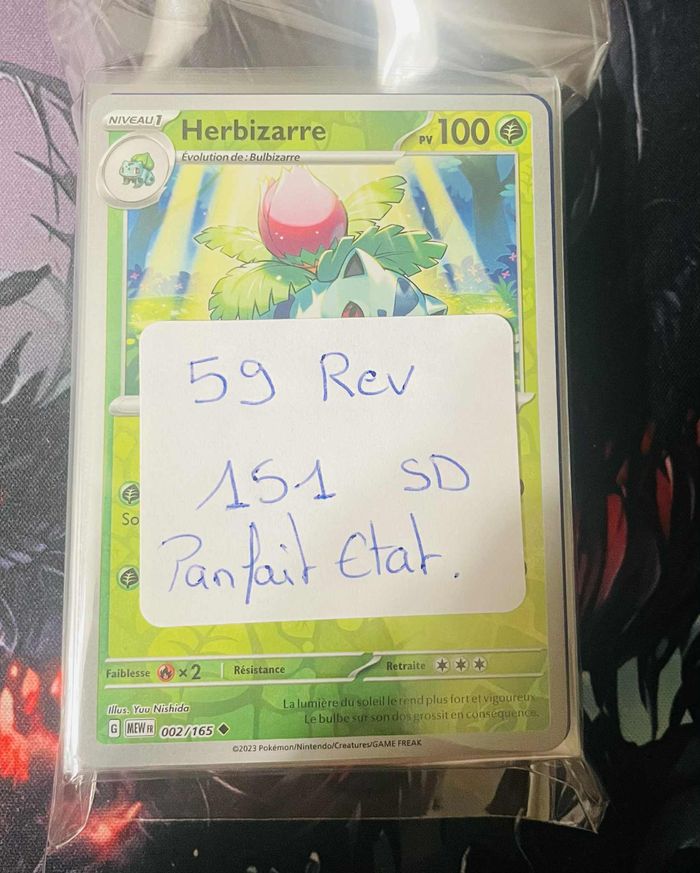 NIVEAU 1 Herbizarre PV 100
Évolution de : Bulbizarre
59 Rev
151 SD
So
Parfait Etat.
Faiblesse ×2 Résistance Retraite
Illus. Yuu Nishida
La lumière du soleil le rend plus fort et vigoureux.
Le bulbe sur son dos grossit en conséquence.
G MEW FR 002/165
©2023 Pokémon/Nintendo/Creatures/GAME FREAK